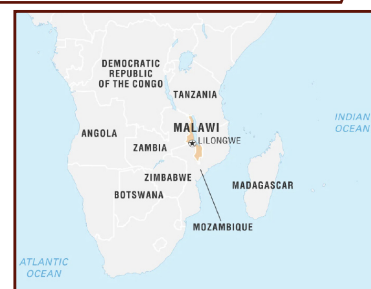 DEMOCRATIC
REPUBLIC
OF THE CONGO
TANZANIA
MALAWI
INDIAN
OCEAN
ANGOLA
LILONGWE
ZAMBIA
ZIMBABWE
MADAGASCAR
BOTSWANA
MOZAMBIQUE
ATLANTIC
OCEAN